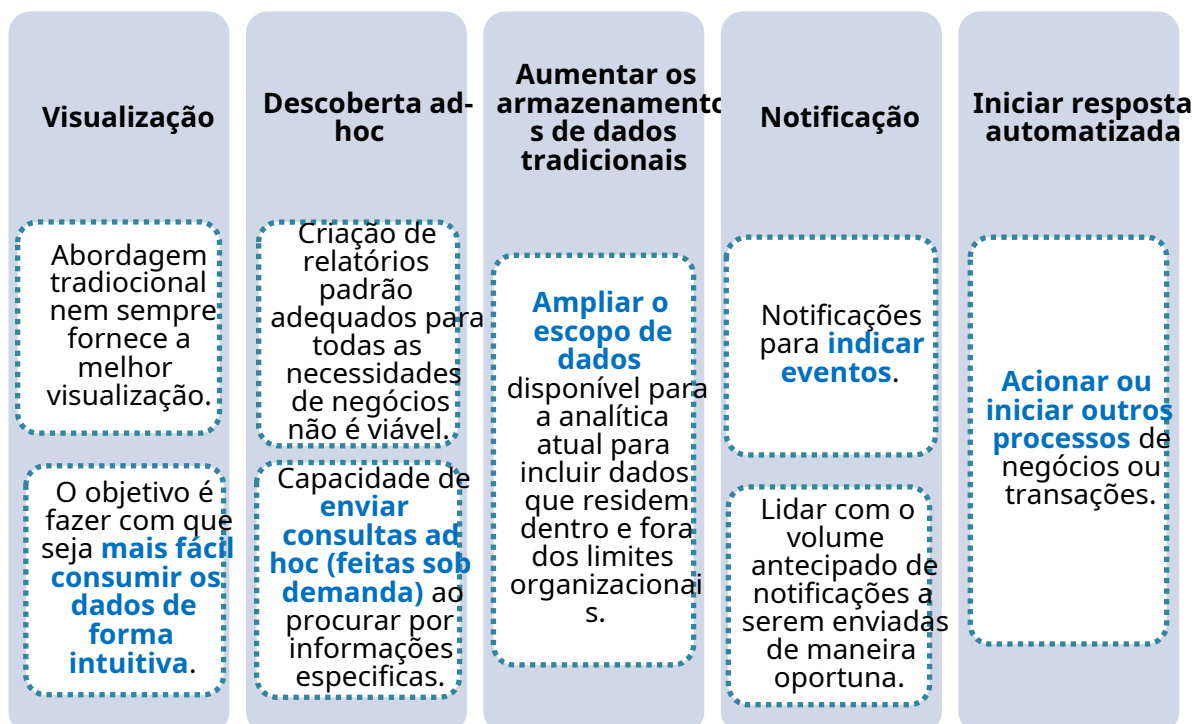 Visualização
Abordagem
tradiocional
nem sempre
fornece a
melhor
visualização.
O objetivo é
fazer com que
seja mais fácil
consumir os
dados de
forma
intuitiva.
Descoberta ad-
hoc
Criação de
relatórios
padrão
adequados para
todas as
necessidades
de negócios
não é viável.
Capacidade de
enviar
consultas ad
hoc (feitas sob
demanda) ao
procurar por
informações
especificas.
Aumentar os
armazenamento
s de dados
tradicionais
Ampliar o
escopo de
dados
disponível para
a analítica
atual para
incluir dados
que residem
dentro e fora
dos limites
organizacionai
s.
Notificação
Notificações
para indicar
eventos.
Lidar com o
volume
antecipado de
notificações a
serem enviadas
de maneira
oportuna.
Iniciar resposta
automatizada
Acionar ou
iniciar outros
processos de
negócios ou
transações.